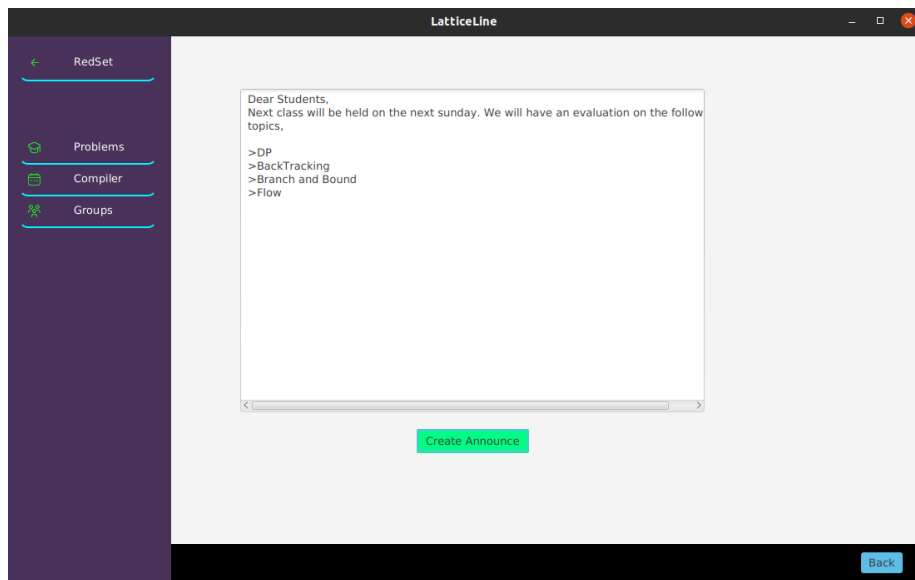 LatticeLine
RedSet
Problems
Compiler
Groups
Dear Students,
Next class will be held on the next sunday. We will have an evaluation on the follow
topics,
>DP
>BackTracking
>Branch and Bound
>Flow
Create Announce
Back